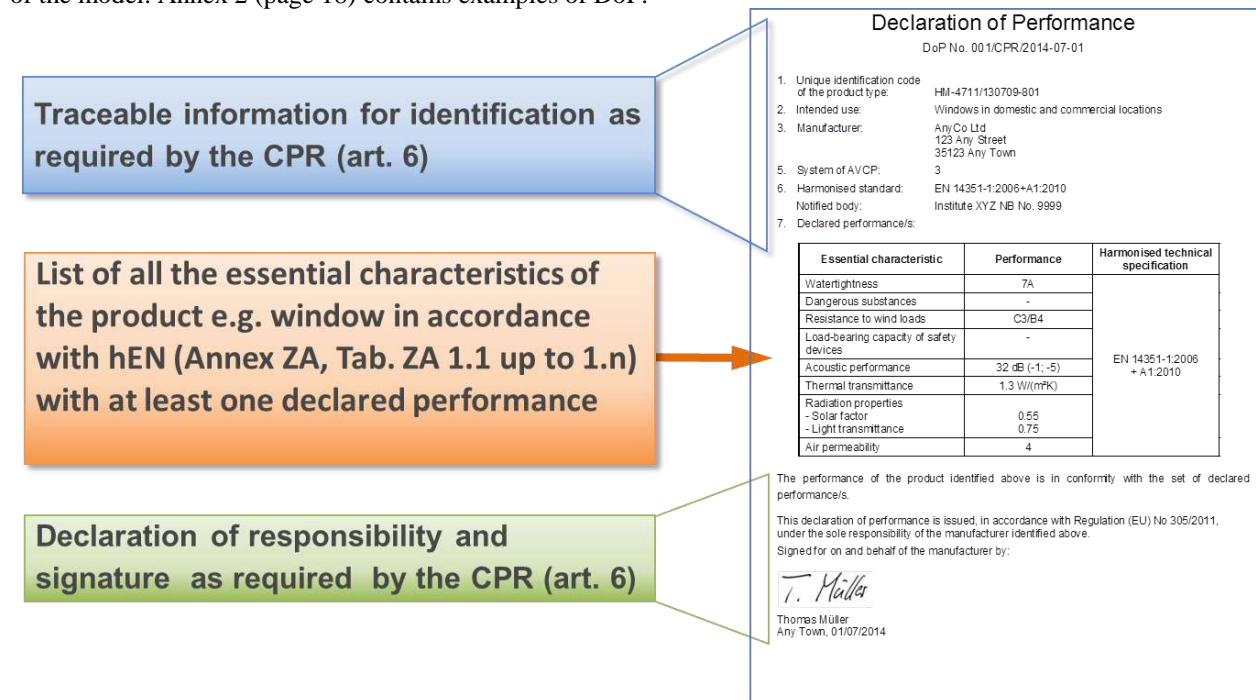 of the model. Annex 2 (page 18) contains examples of DoP.
Traceable information for identification as
required by the CPR (art. 6)
List of all the essential characteristics of
the product e.g. window in accordance
with hEN (Annex ZA, Tab. ZA 1.1 up to 1.n)
with at least one declared performance
Declaration of responsibility and
signature as required by the CPR (art. 6)
Declaration of Performance
DoP No. 001/CPR/2014-07-01
1. Unique identification code
of the product type: HM-4711/130709-801
2. Intended use: Windows in domestic and commercial locations
3. Manufacturer: AnyCo Ltd
123 Any Street
35123 Any Town
5. System of AVCP: 3
6. Harmonised standard: EN 14351-1:2006+A1:2010
Notified body: Institute XYZ NB No. 9999
7. Declared performance/s:
Essential characteristic Performance Harmonised technical
specification
Watertightness 7A
Dangerous substances -
Resistance to wind loads C3/B4
Load-bearing capacity of safety -
devices
Acoustic performance 32 dB (-1; -5)
EN 14351-1:2006
+ A1:2010
Thermal transmittance 1.3 W/(m²K)
Radiation properties
- Solar factor 0.55
- Light transmittance 0.75
Air permeability 4
The performance of the product identified above is in conformity with the set of declared
performance/s.
This declaration of performance is issued, in accordance with Regulation (EU) No 305/2011,
under the sole responsibility of the manufacturer identified above.
Signed for on and behalf of the manufacturer by:
T. Müller
Thomas Müller
Any Town, 01/07/2014